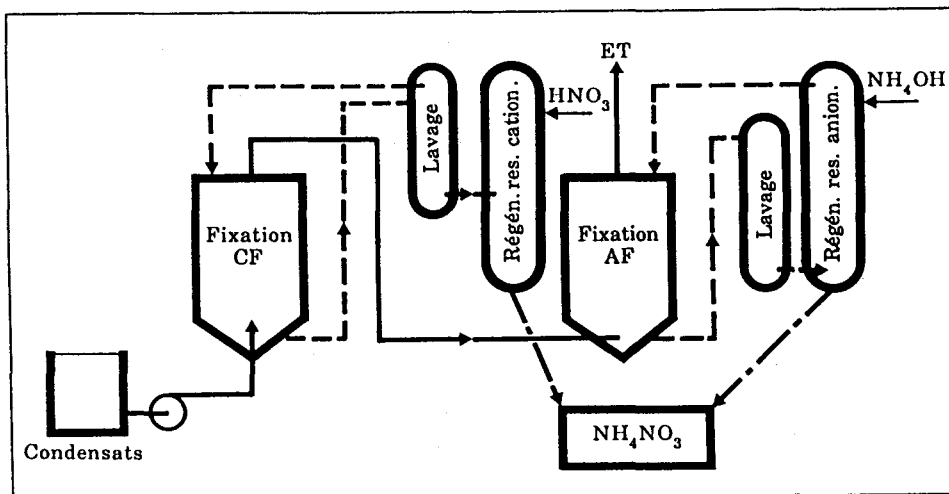 ET
HNO₃
NH₄OH
Lavage
Régén. res. cation.
Fixation
CF
Fixation
AF
Lavage
Régén. res. anion.
Condensats
NH₄NO₃